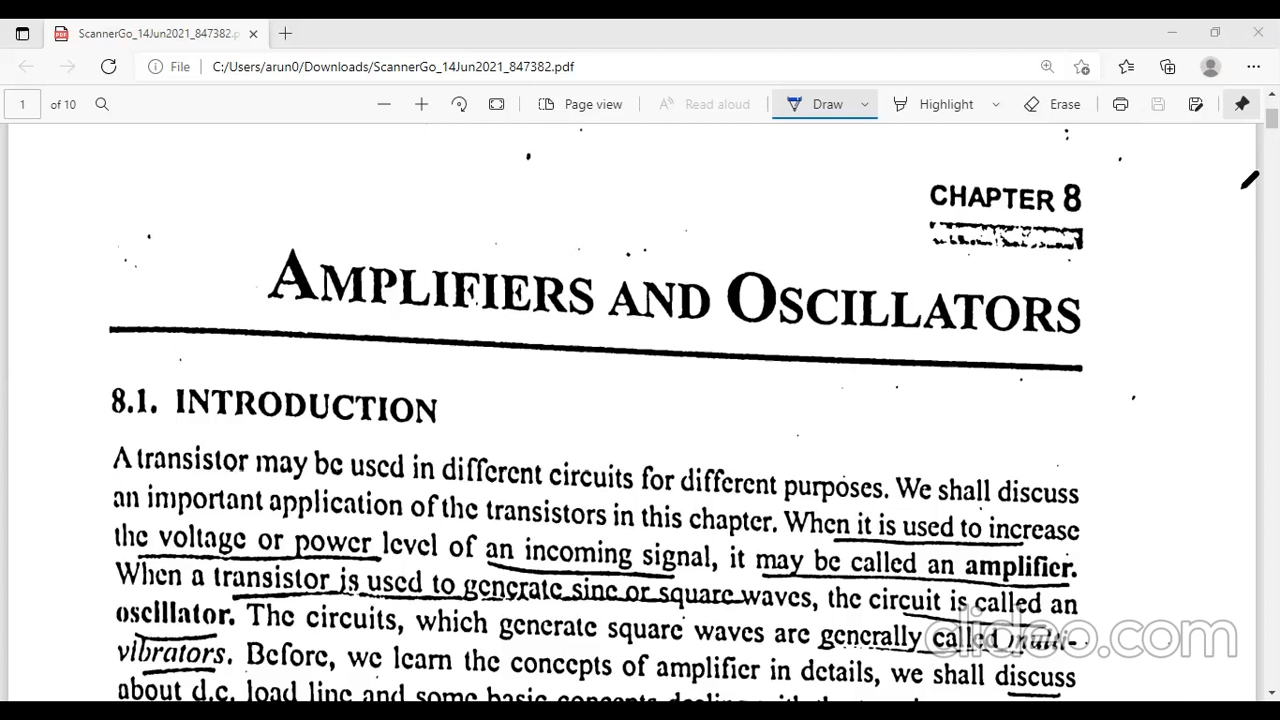 ScannerGo_14Jun2021_847382.p
File C:/Users/arun0/Downloads/ScannerGo_14Jun2021_847382.pdf
1 of 10 Page view Read aloud Draw Highlight Erase
CHAPTER 8
AMPLIFIERS AND OSCILLATORS
8.1. INTRODUCTION
A transistor may be used in different circuits for different purposes. We shall discuss
an important application of the transistors in this chapter. When it is used to increase
the voltage or power level of an incoming signal, it may be called an amplifier.
When a transistor is used to generate sine or square waves, the circuit is called an
oscillator. The circuits, which generate square waves are generally called multi-
vibrators. Before, we learn the concepts of amplifier in details, we shall discuss
about d.c. load line and some basic concepts dealing with the
clideo.com